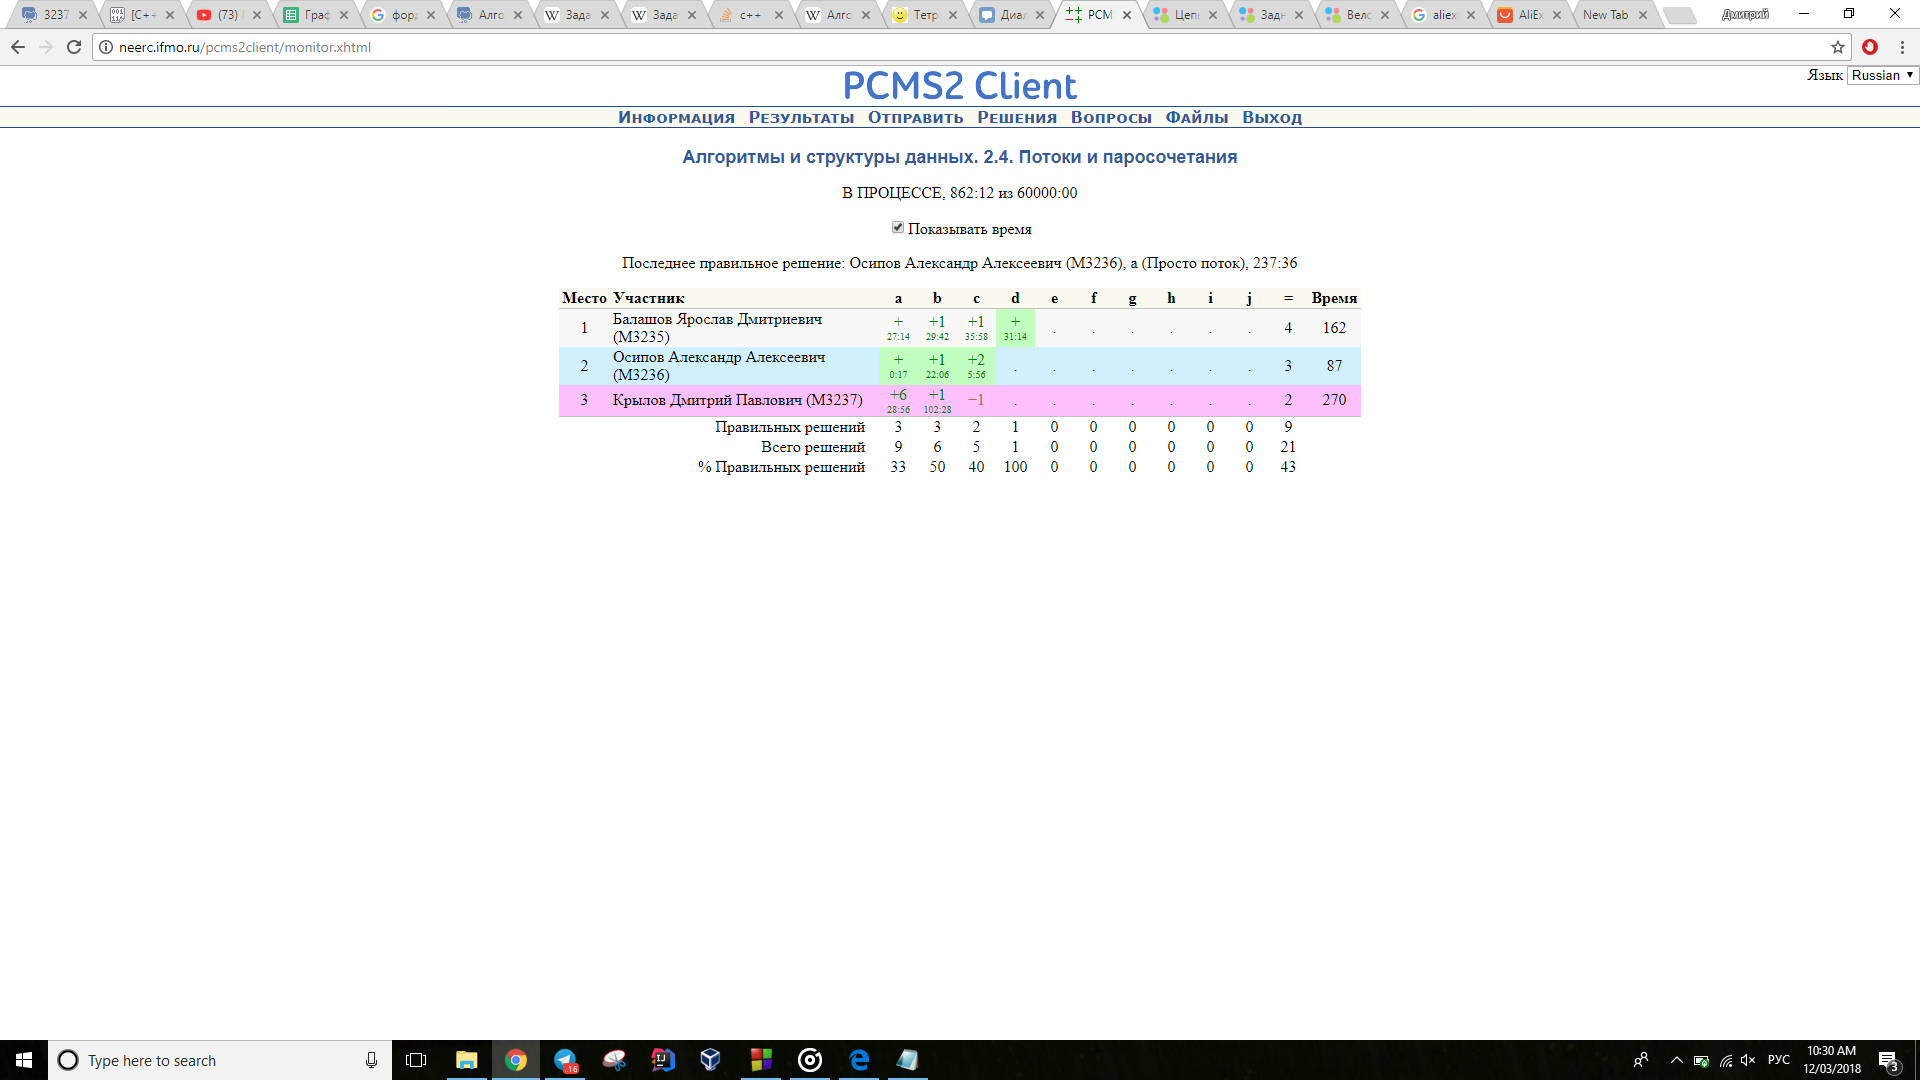 3237
[C++
(73)
Граф
форд
Алго
Зада
Зада
c++
Алго
Тетр
Диал
PCM
Цепь
Задн
Вело
aliex
AliEx
New Tab
Дмитрий
neerc.ifmo.ru/pcms2client/monitor.xhtml
Язык Russian
PCMS2 Client
Информация Результаты Отправить Решения Вопросы Файлы Выход
Алгоритмы и структуры данных. 2.4. Потоки и паросочетания
В ПРОЦЕССЕ, 862:12 из 60000:00
Показывать время
Последнее правильное решение: Осипов Александр Алексеевич (M3236), a (Просто поток), 237:36
Место Участник a b c d e f g h i j = Время
1 Балашов Ярослав Дмитриевич (M3235) + 27:14 +1 29:42 +1 35:58 + 31:14 . . . . . . 4 162
2 Осипов Александр Алексеевич (M3236) + 0:17 +1 22:06 +2 5:56 . . . . . . . 3 87
3 Крылов Дмитрий Павлович (M3237) +6 28:56 +1 102:28 −1 . . . . . . . 2 270
Правильных решений 3 3 2 1 0 0 0 0 0 0 9
Всего решений 9 6 5 1 0 0 0 0 0 0 21
% Правильных решений 33 50 40 100 0 0 0 0 0 0 43
Type here to search
16
РУС
10:30 AM
12/03/2018
3